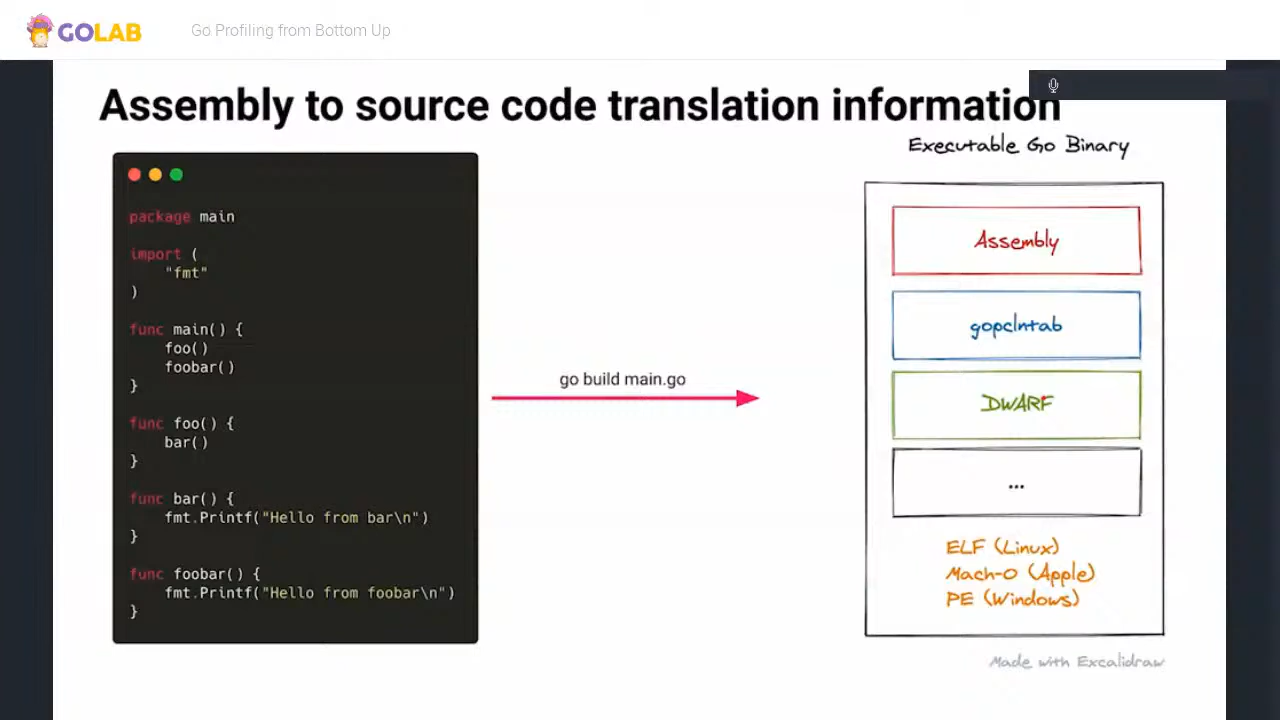 GOLAB
Go Profiling from Bottom Up
Assembly to source code translation information
package main
import (
"fmt"
)
func main() {
foo()
foobar()
}
func foo() {
bar()
}
func bar() {
fmt.Printf("Hello from bar\n")
}
func foobar() {
fmt.Printf("Hello from foobar\n")
}
go build main.go
Executable Go Binary
Assembly
gopclntab
DWARF
...
ELF (Linux)
Mach-O (Apple)
PE (Windows)
Made with Excalidraw